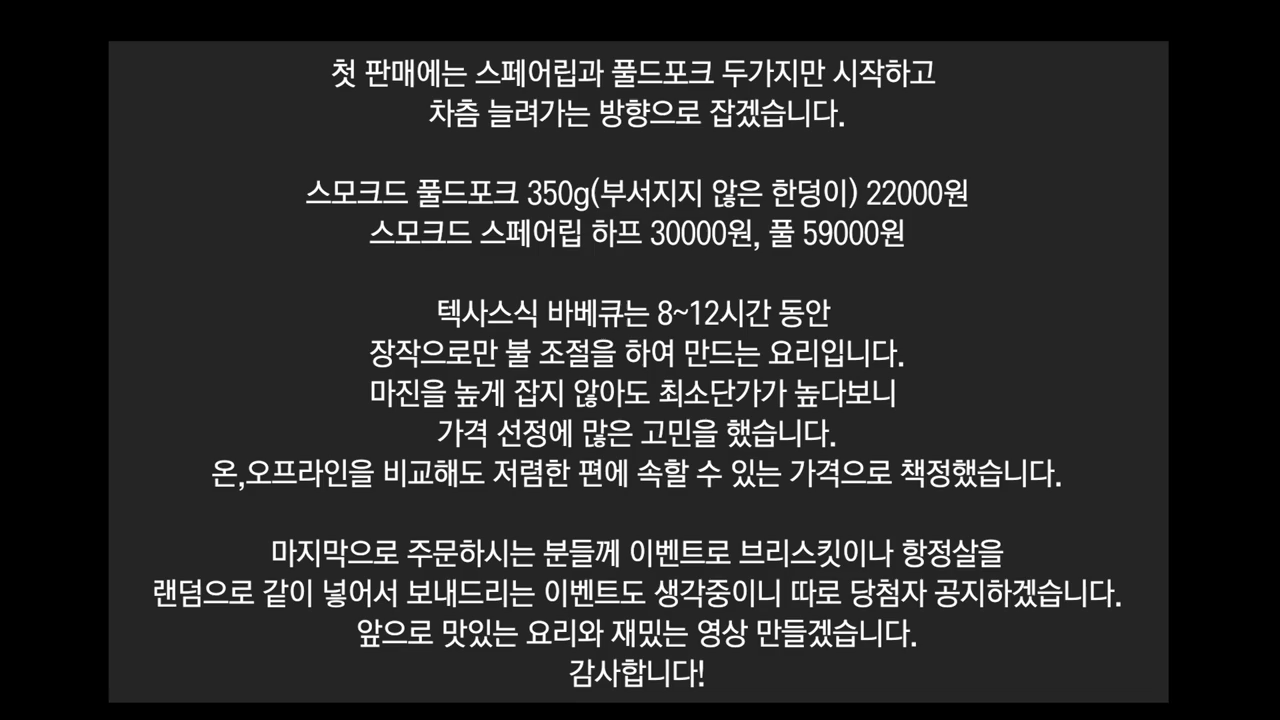 첫 판매에는 스페어립과 풀드포크 두가지만 시작하고
차츰 늘려가는 방향으로 잡겠습니다.
스모크드 풀드포크 350g(부서지지 않은 한덩이) 22000원
스모크드 스페어립 하프 30000원, 풀 59000원
텍사스식 바베큐는 8~12시간 동안
장작으로만 불 조절을 하여 만드는 요리입니다.
마진을 높게 잡지 않아도 최소단가가 높다보니
가격 선정에 많은 고민을 했습니다.
온,오프라인을 비교해도 저렴한 편에 속할 수 있는 가격으로 책정했습니다.
마지막으로 주문하시는 분들께 이벤트로 브리스킷이나 항정살을
랜덤으로 같이 넣어서 보내드리는 이벤트도 생각중이니 따로 당첨자 공지하겠습니다.
앞으로 맛있는 요리와 재밌는 영상 만들겠습니다.
감사합니다!